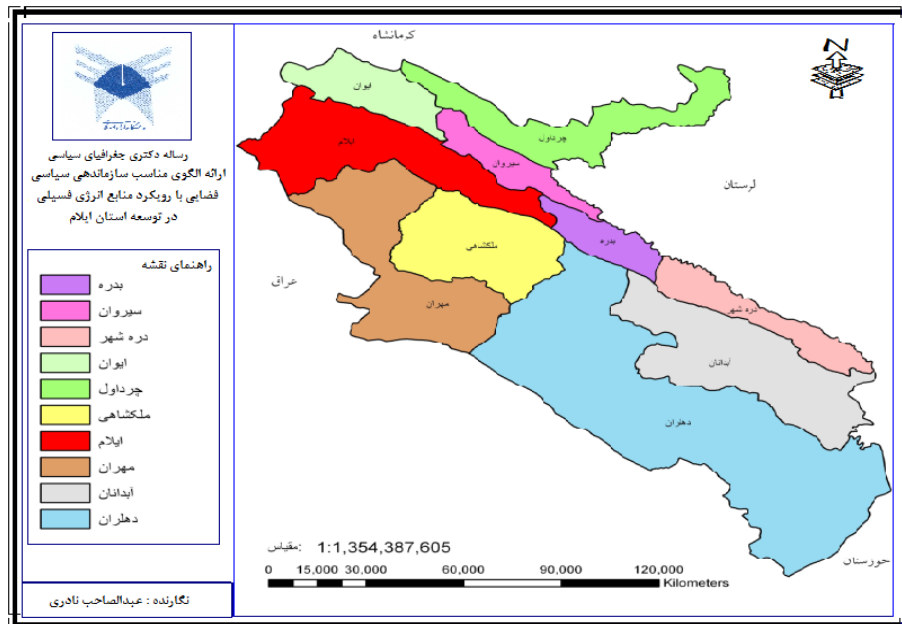 رساله دکتری جغرافیای سیاسی
ارائه الگوی مناسب سازماندهی سیاسی
فضایی با رویکرد منابع انرژی فسیلی
در توسعه استان ایلام
راهنمای نقشه
بدره
سیروان
دره شهر
ایوان
چرداول
ملکشاهی
ایلام
مهران
آبدانان
دهلران
نگارنده : عبدالصاحب نادری
کرمانشاه
N
ایوان
چرداول
ایلام
سیروان
لرستان
بدره
ملکشاهی
عراق
مهران
دره شهر
آبدانان
دهلران
خوزستان
مقیاس: 1:1,354,387,605
0 15,000 30,000 60,000 90,000 120,000
Kilometers